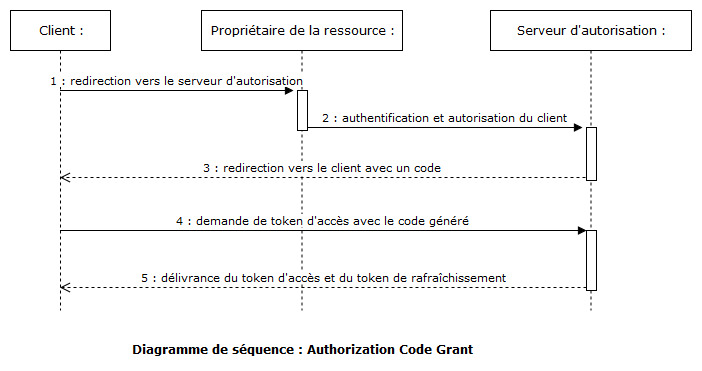 Client :
Propriétaire de la ressource :
Serveur d'autorisation :
1 : redirection vers le serveur d'autorisation
2 : authentification et autorisation du client
3 : redirection vers le client avec un code
4 : demande de token d'accès avec le code généré
5 : délivrance du token d'accès et du token de rafraîchissement
Diagramme de séquence : Authorization Code Grant